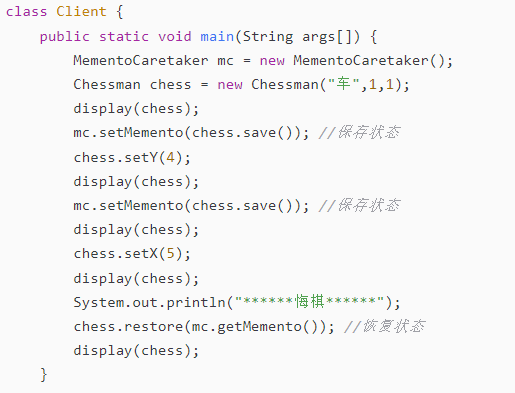 class Client {
    public static void main(String args[]) {
        MementoCaretaker mc = new MementoCaretaker();
        Chessman chess = new Chessman("车",1,1);
        display(chess);
        mc.setMemento(chess.save()); //保存状态
        chess.setY(4);
        display(chess);
        mc.setMemento(chess.save()); //保存状态
        display(chess);
        chess.setX(5);
        display(chess);
        System.out.println("******悔棋******");
        chess.restore(mc.getMemento()); //恢复状态
        display(chess);
    }